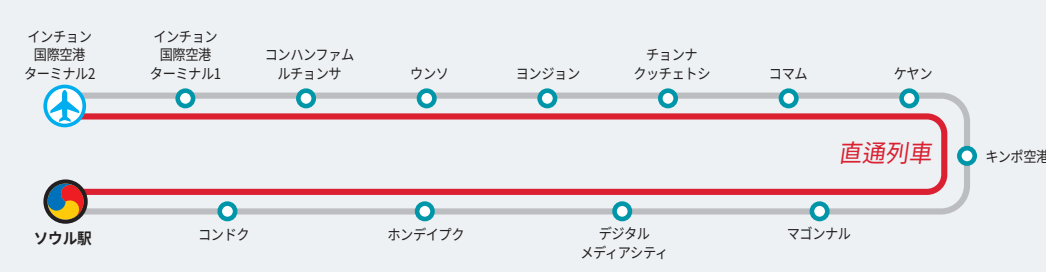 インチョン
国際空港
ターミナル2
インチョン
国際空港
ターミナル1
コンハンファム
ルチョンサ
ウンソ
ヨンジョン
チョンナ
クッチェトシ
コマム
ケヤン
直通列車
キンポ空港
ソウル駅
コンドク
ホンデイプク
デジタル
メディアシティ
マゴンナル